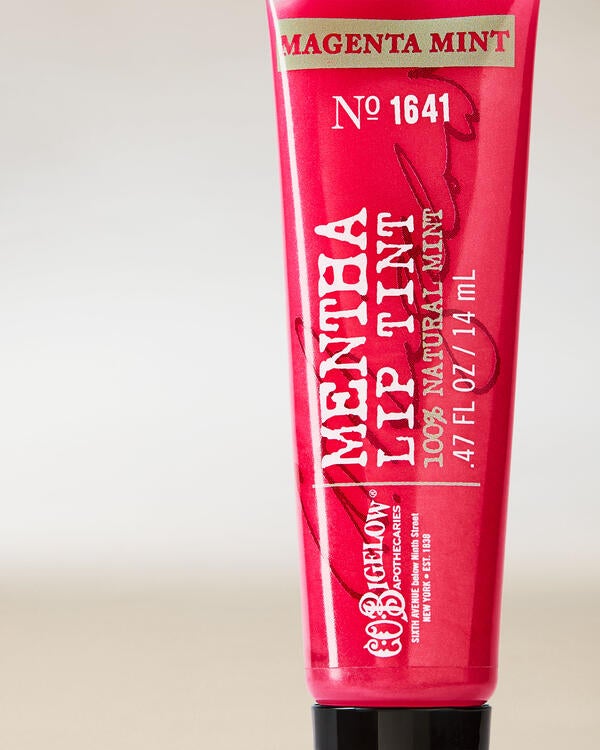 MAGENTA MINT
Nº 1641
MENTHA
LIP TINT
100% NATURAL MINT
.47 FL OZ / 14 mL
C.O.BIGELOW®
APOTHECARIES
SIXTH AVENUE below Ninth Street
NEW YORK • EST. 1838